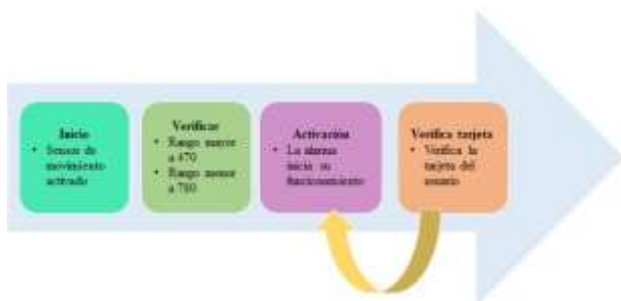 Inicio
• Sensor de
movimiento
activado
Verificar
• Rango mayor
a 470
• Rango menor
a 780
Activación
• La alarma
inicia su
funcionamiento
Verifica tarjeta
• Verifica la
tarjeta del
usuario